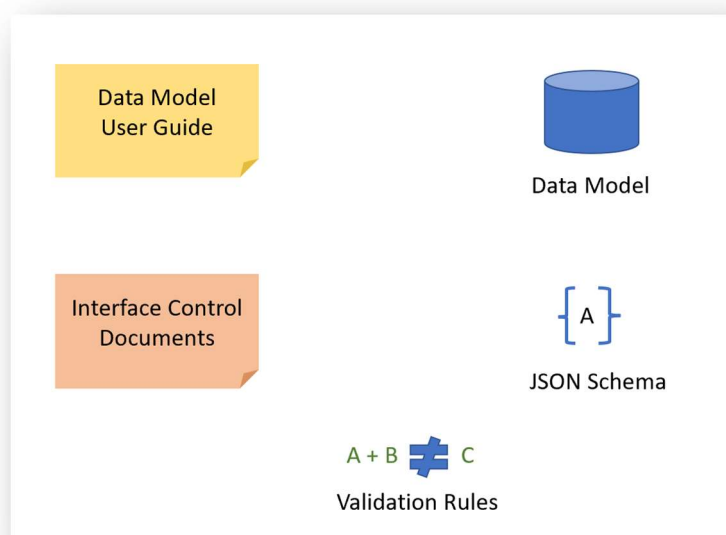 Data Model
User Guide
Data Model
Interface Control
Documents
A
JSON Schema
A + B ≠ C
Validation Rules